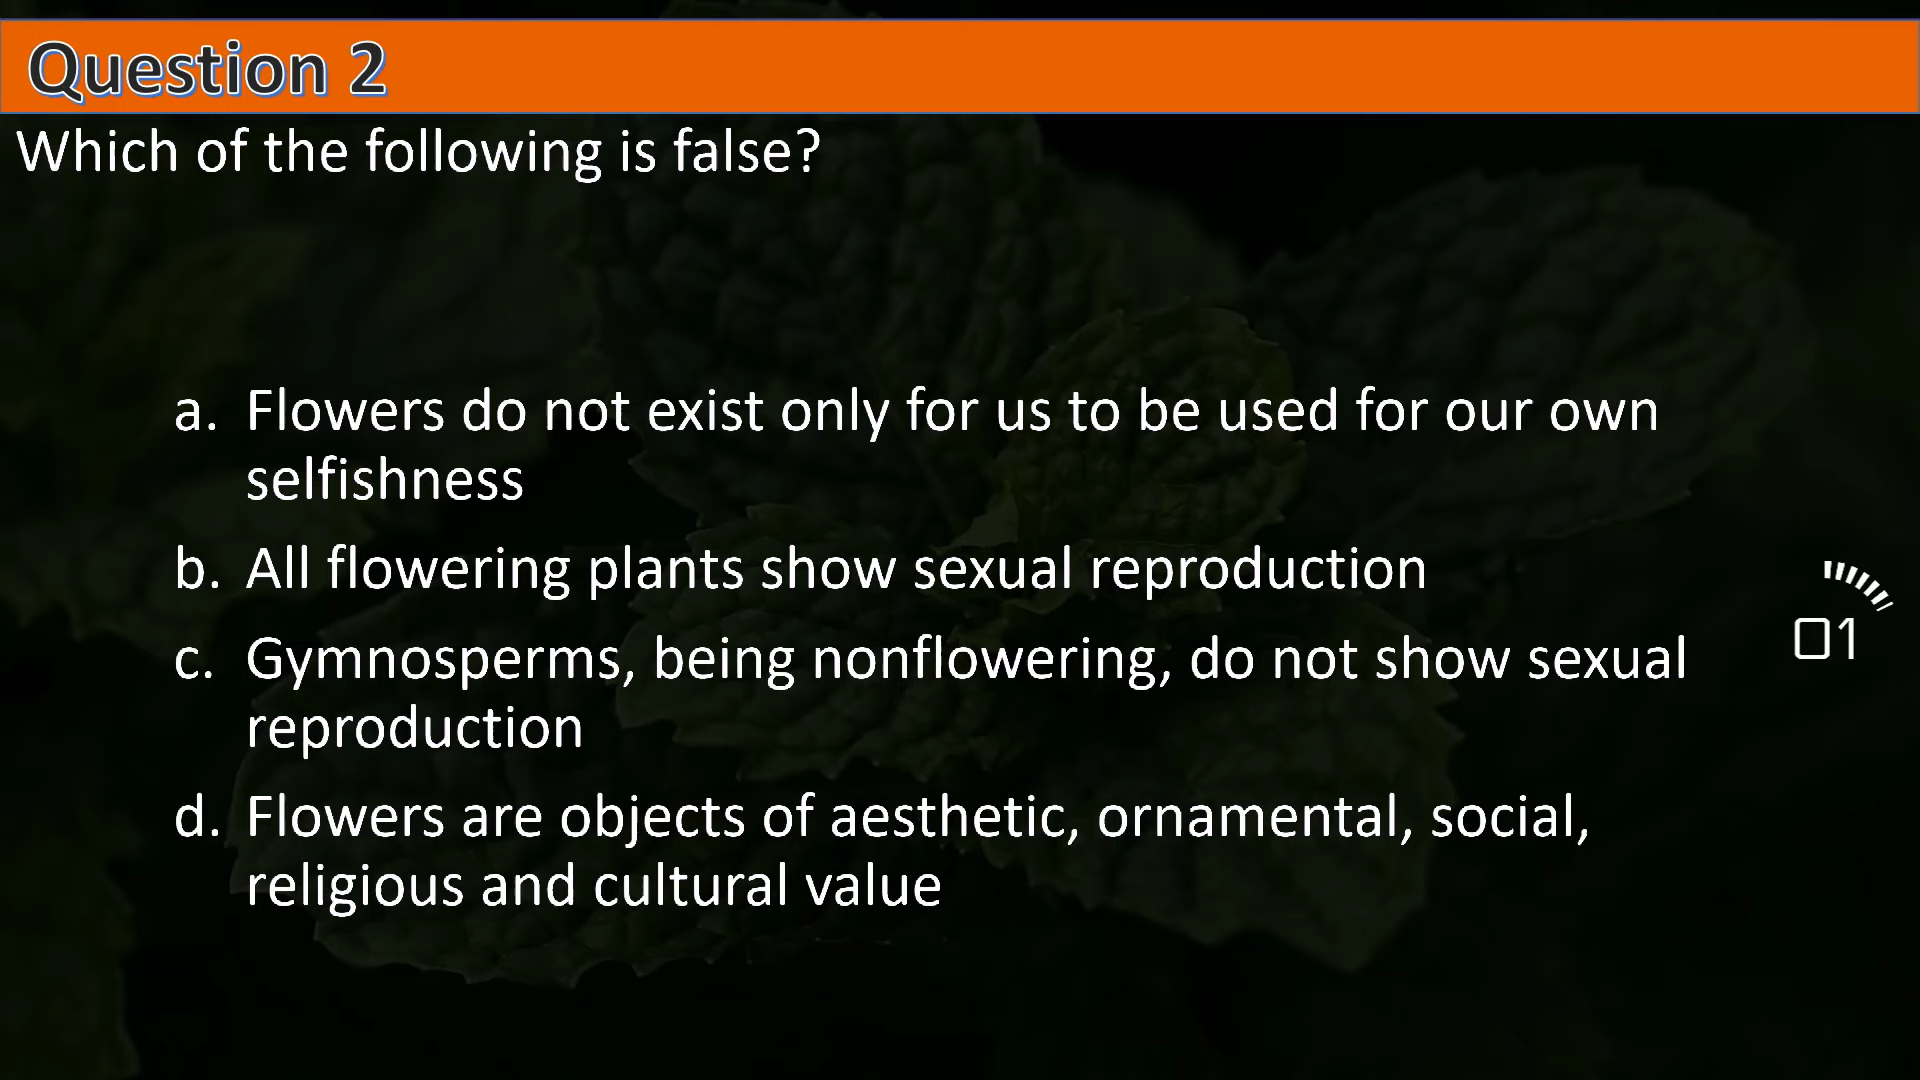 Question 2
Which of the following is false?
a. Flowers do not exist only for us to be used for our own
selfishness
b. All flowering plants show sexual reproduction
c. Gymnosperms, being nonflowering, do not show sexual
reproduction
01
d. Flowers are objects of aesthetic, ornamental, social,
religious and cultural value